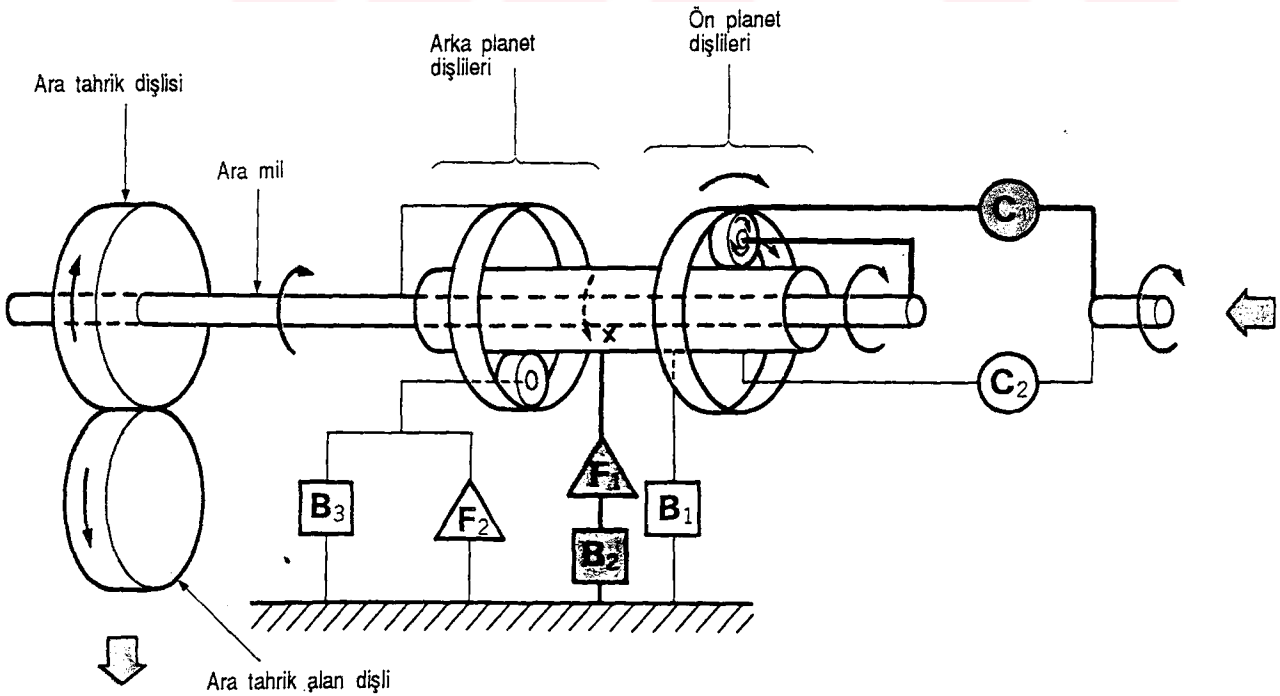 Ön planet
dişlileri
Arka planet
dişlileri
Ara tahrik dişlisi
Ara mil
C₁
C₂
F₁
B₃
F₂
B₁
B₂
x
Ara tahrik alan dişli